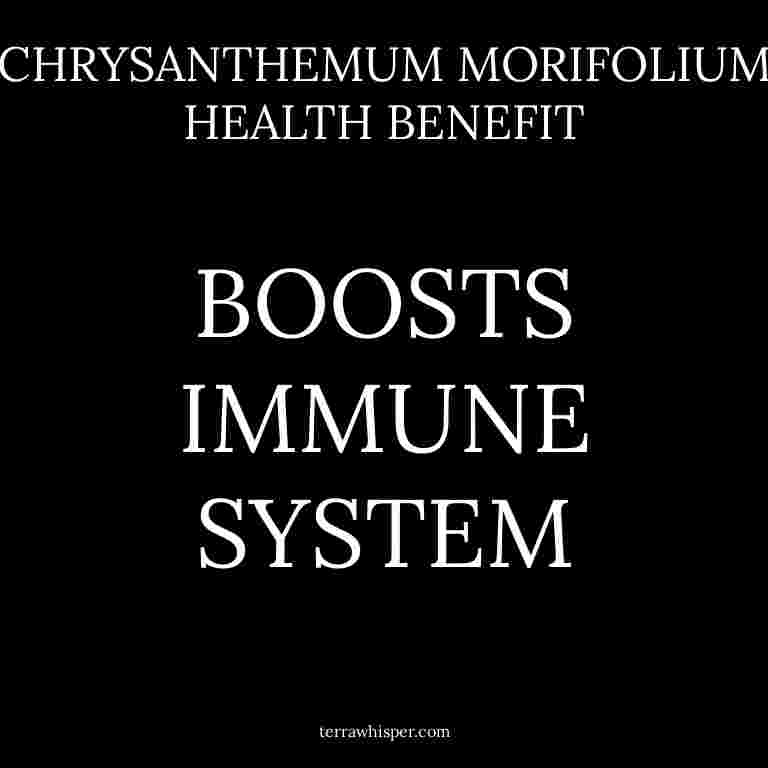 CHRYSANTHEMUM MORIFOLIUM
HEALTH BENEFIT
BOOSTS
IMMUNE
SYSTEM
terrawhisper.com